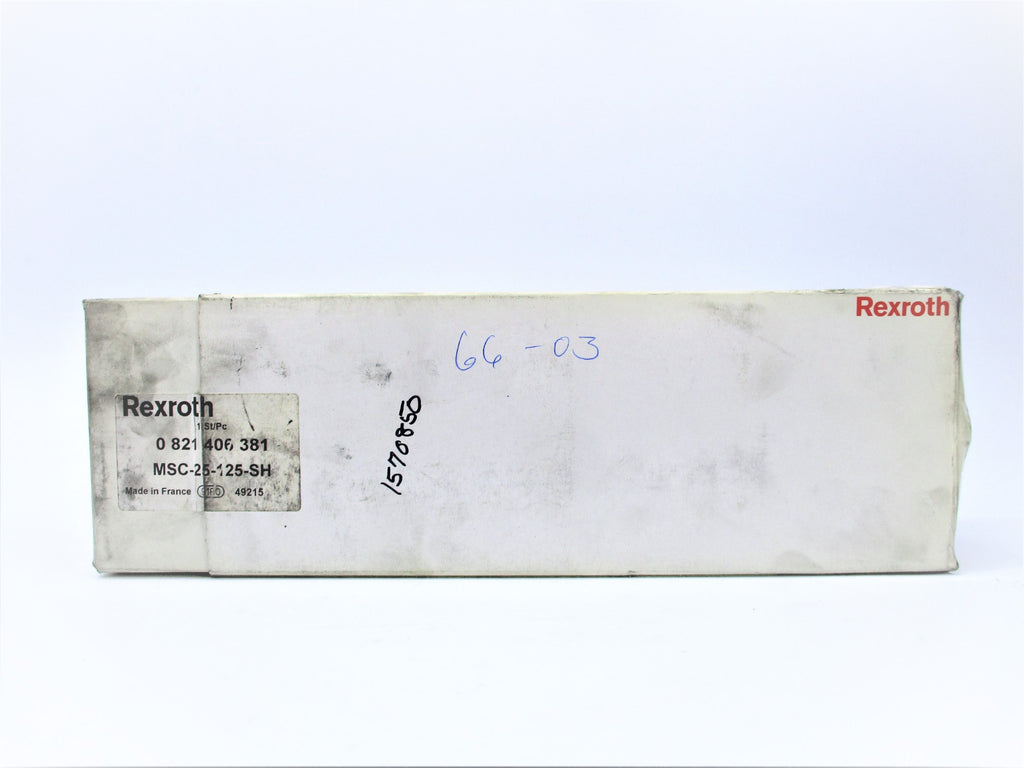 Rexroth
66-03
1570850
Rexroth
1 St/Pc
0 821 406 381
MSC-25-125-SH
Made in France 49215